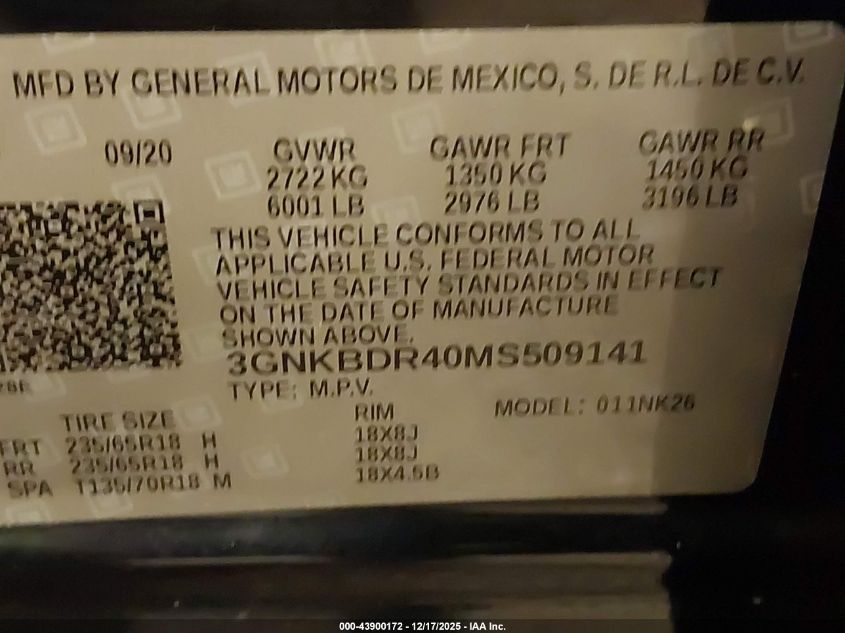 MFD BY GENERAL MOTORS DE MEXICO, S. DE R.L. DE C.V.
09/20 GVWR GAWR FRT GAWR RR
2722 KG 1350 KG 1450 KG
6001 LB 2976 LB 3196 LB
THIS VEHICLE CONFORMS TO ALL
APPLICABLE U.S. FEDERAL MOTOR
VEHICLE SAFETY STANDARDS IN EFFECT
ON THE DATE OF MANUFACTURE
SHOWN ABOVE.
3GNKBDR40MS509141
TYPE: M.P.V.
TIRE SIZE RIM MODEL: 011NK26
FRT 235/65R18 H 18X8J
RR 235/65R18 H 18X8J
SPA T135/70R18 M 18X4.5B
000-43900172 - 12/17/2025 - IAA Inc.